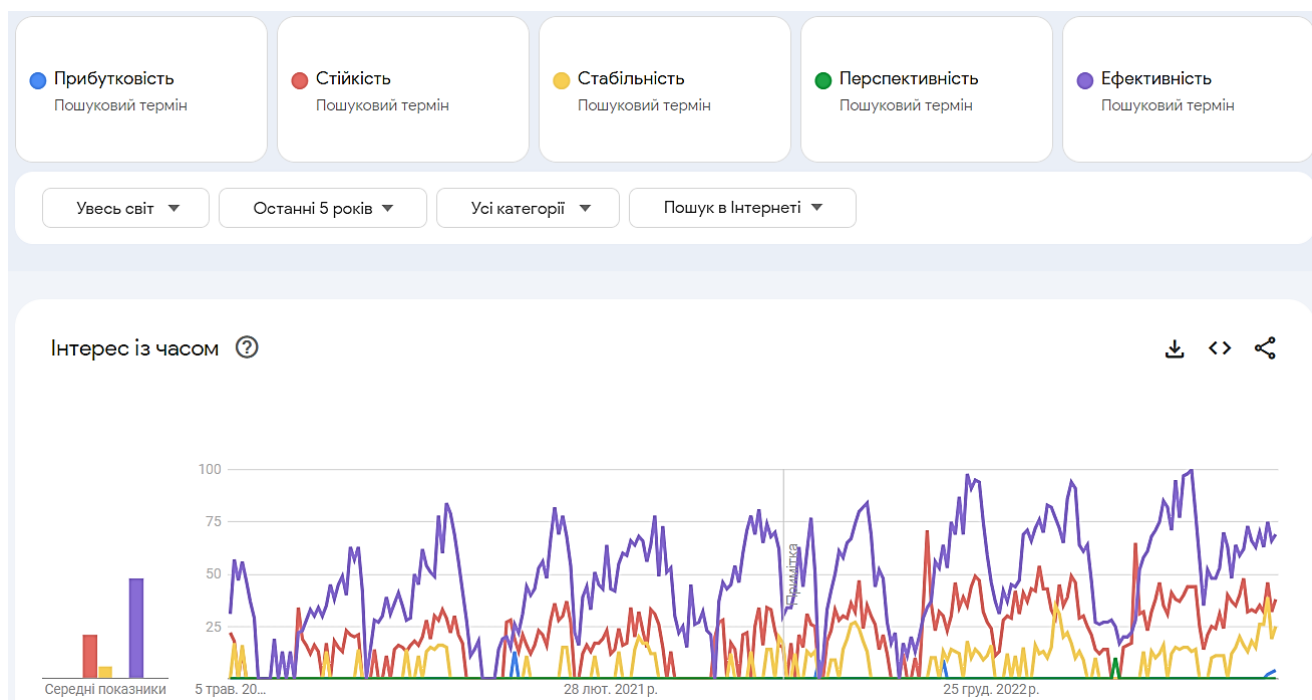 Прибутковість
Пошуковий термін
Стійкість
Пошуковий термін
Стабільність
Пошуковий термін
Перспективність
Пошуковий термін
Ефективність
Пошуковий термін
Увесь світ
Останні 5 років
Усі категорії
Пошук в Інтернеті
Інтерес із часом
100
75
50
25
Примітка
Середні показники
5 трав. 20...
28 лют. 2021 р.
25 груд. 2022 р.